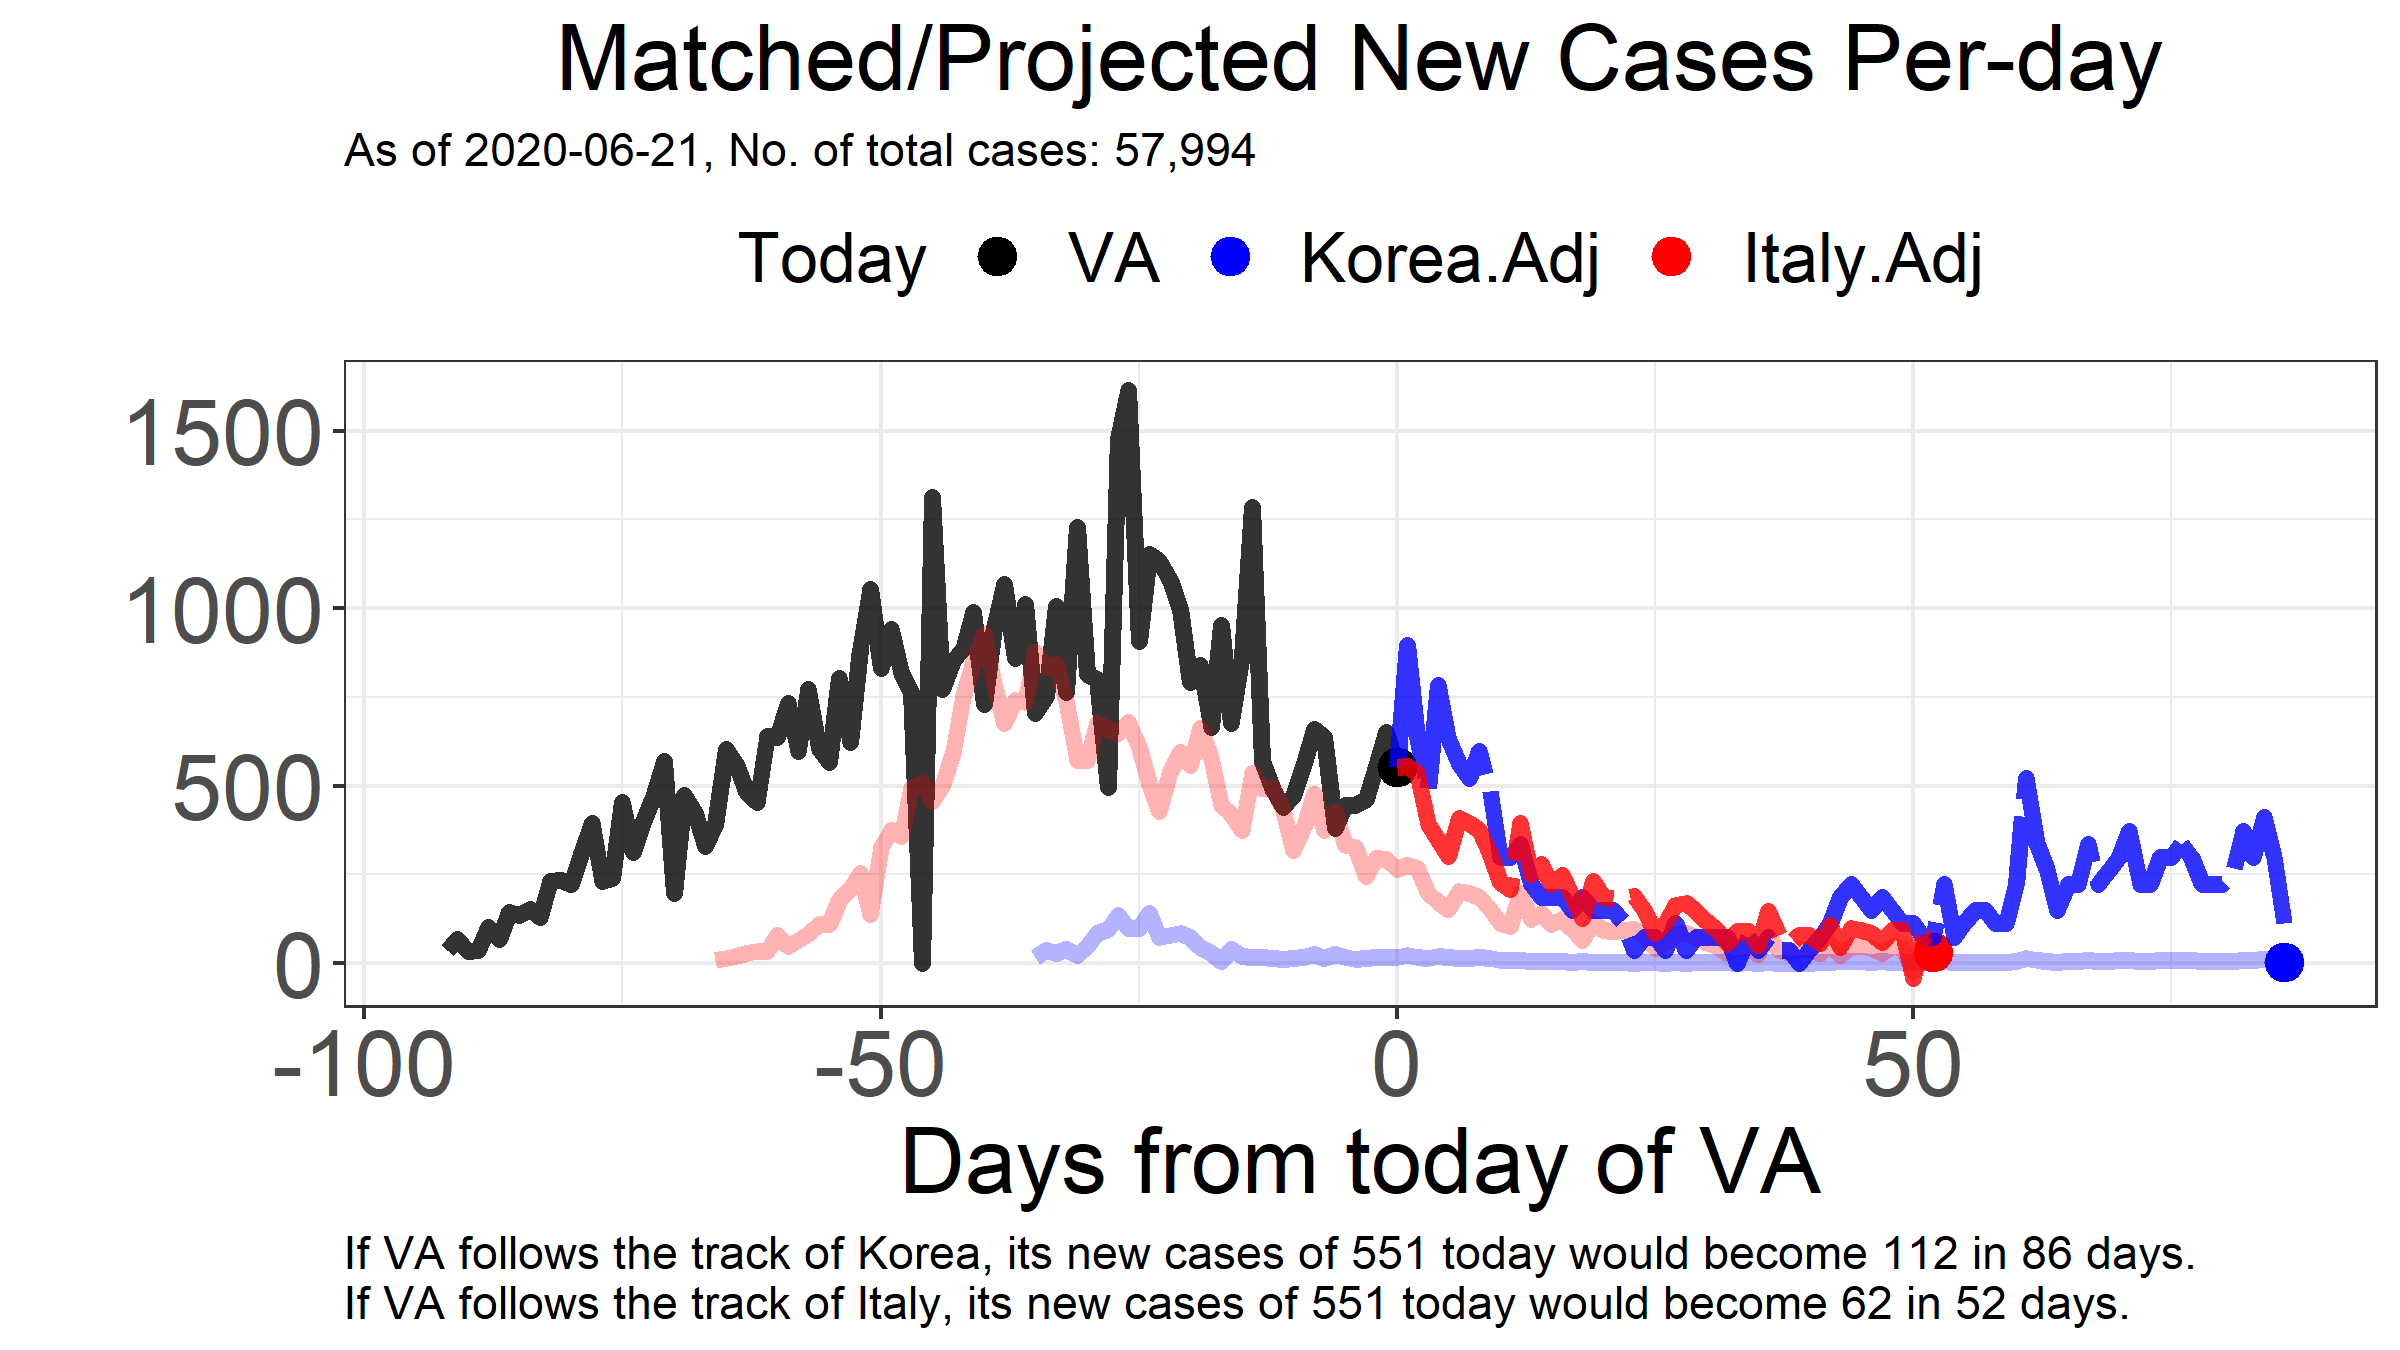 Matched/Projected New Cases Per-day
As of 2020-06-21, No. of total cases: 57,994
Today VA Korea.Adj Italy.Adj
1500
1000
500
0
-100 -50 0 50
Days from today of VA
If VA follows the track of Korea, its new cases of 551 today would become 112 in 86 days.
If VA follows the track of Italy, its new cases of 551 today would become 62 in 52 days.